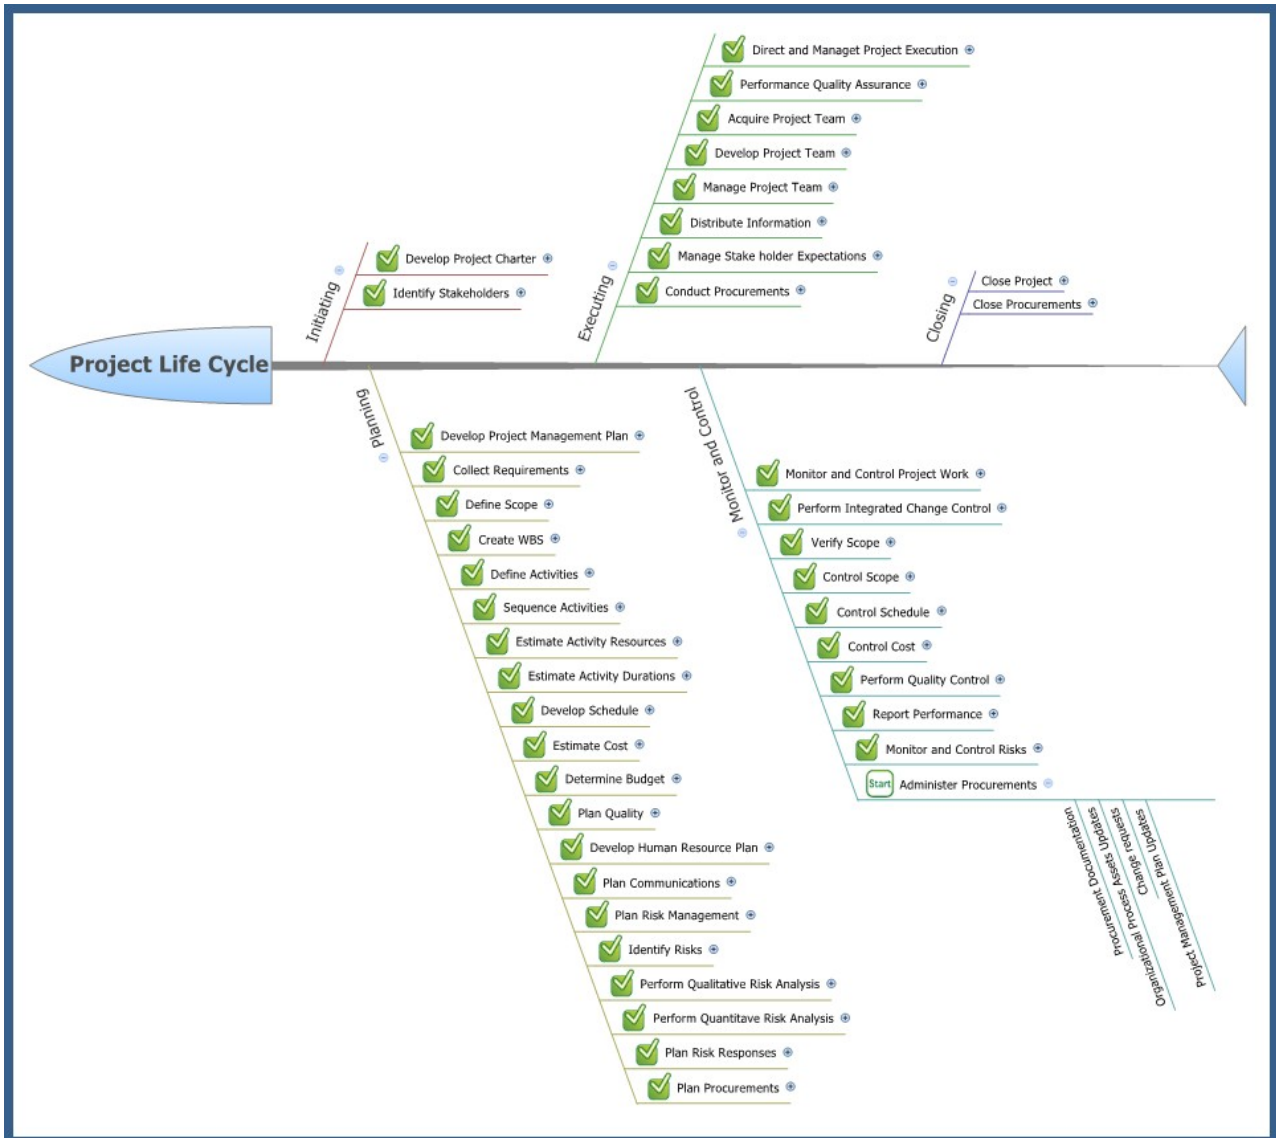 Project Life Cycle
Initiating
Develop Project Charter
Identify Stakeholders
Executing
Direct and Managet Project Execution
Performance Quality Assurance
Acquire Project Team
Develop Project Team
Manage Project Team
Distribute Information
Manage Stake holder Expectations
Conduct Procurements
Closing
Close Project
Close Procurements
Planning
Develop Project Management Plan
Collect Requirements
Define Scope
Create WBS
Define Activities
Sequence Activities
Estimate Activity Resources
Estimate Activity Durations
Develop Schedule
Estimate Cost
Determine Budget
Plan Quality
Develop Human Resource Plan
Plan Communications
Plan Risk Management
Identify Risks
Perform Qualitative Risk Analysis
Perform Quantitave Risk Analysis
Plan Risk Responses
Plan Procurements
Monitor and Control
Monitor and Control Project Work
Perform Integrated Change Control
Verify Scope
Control Scope
Control Schedule
Control Cost
Perform Quality Control
Report Performance
Monitor and Control Risks
Start Administer Procurements
Procurement Documentation
Organizational Process Assets Updates
Change requests
Project Management Plan Updates